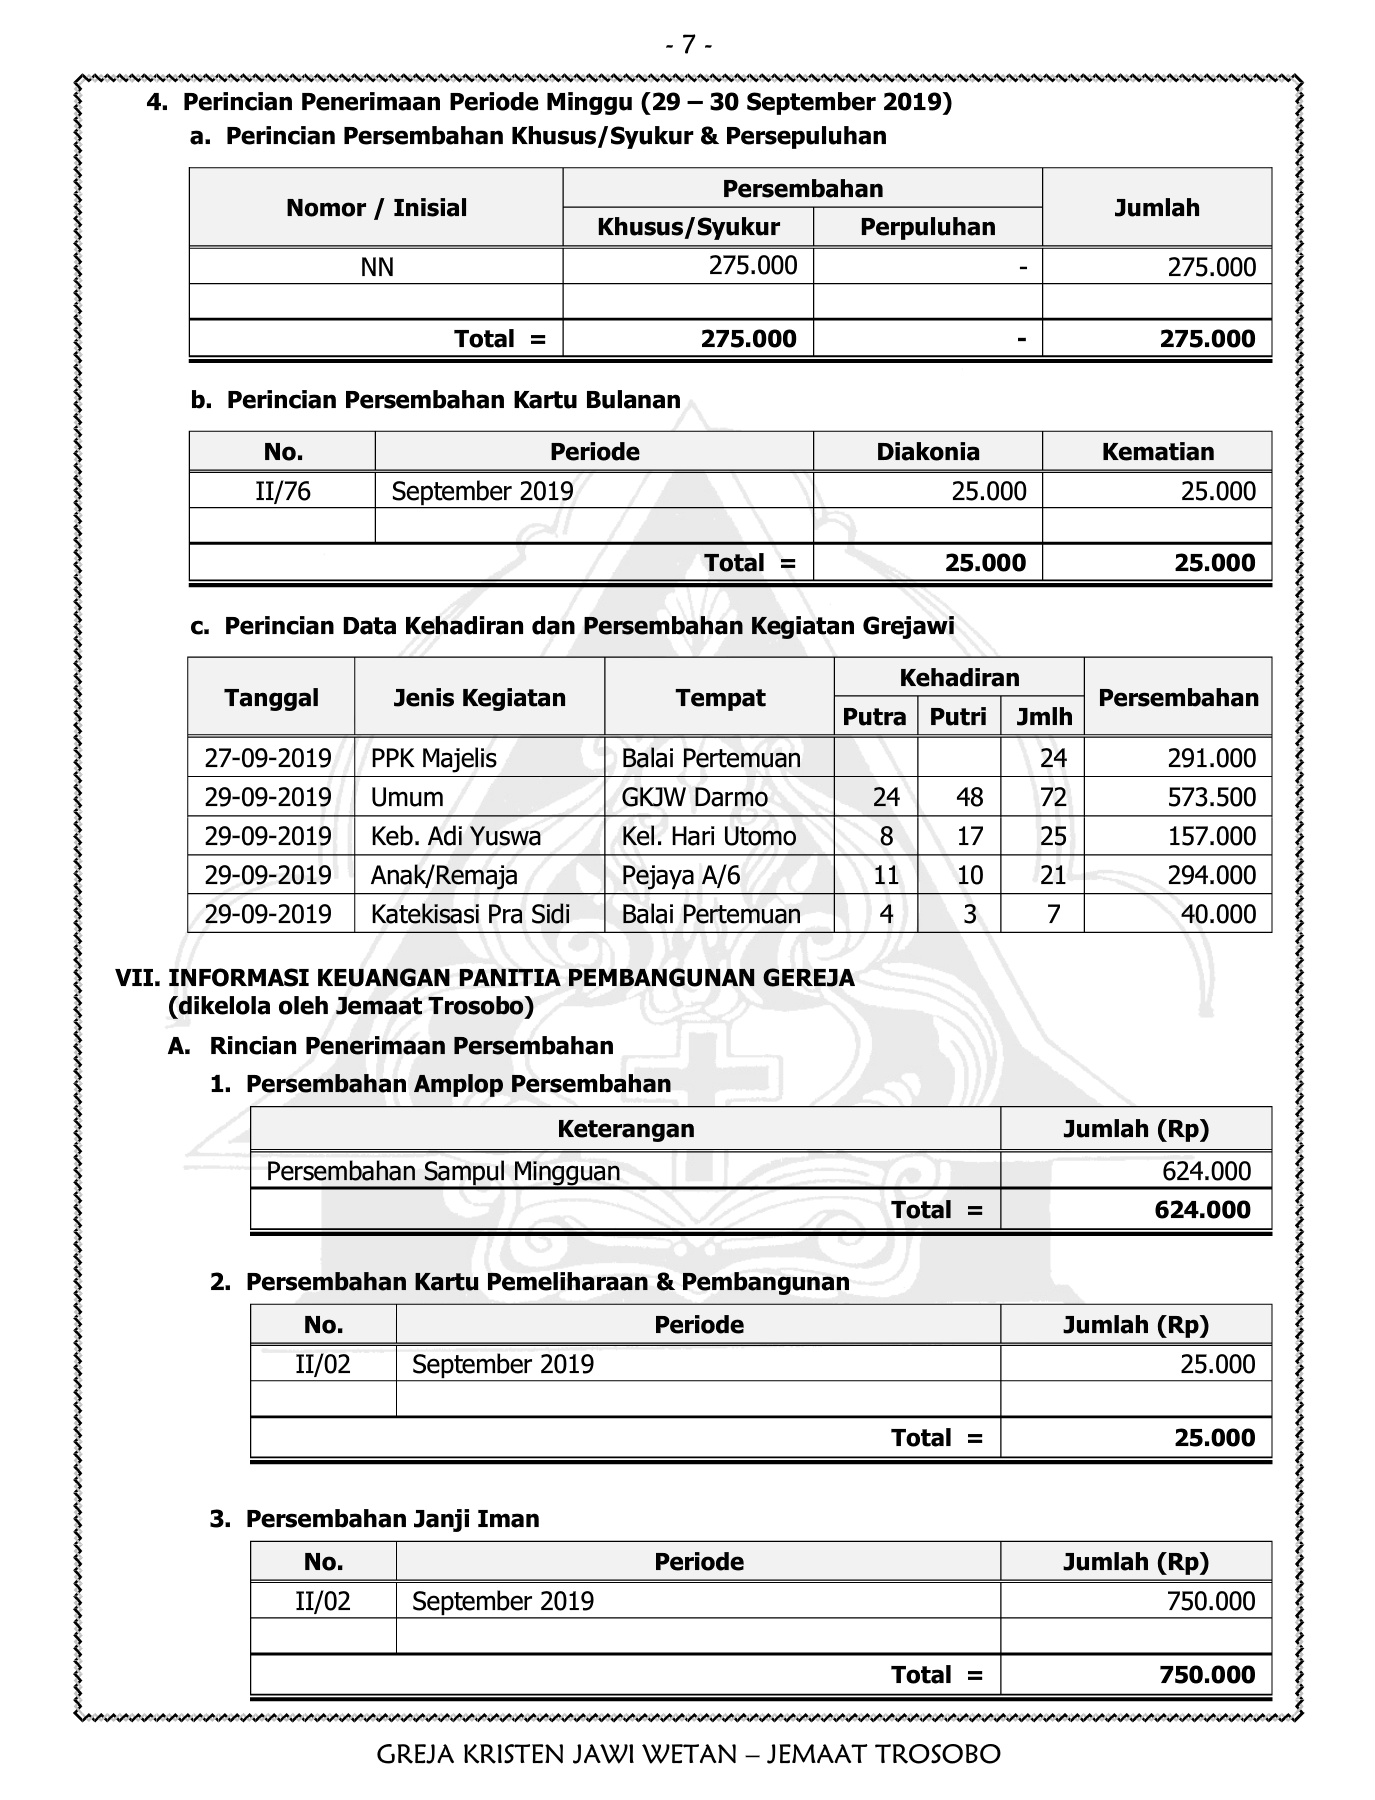 - 7 -
4. Perincian Penerimaan Periode Minggu (29 – 30 September 2019)
a. Perincian Persembahan Khusus/Syukur & Persepuluhan
Nomor / Inisial Persembahan Jumlah
Khusus/Syukur Perpuluhan
NN 275.000 - 275.000
Total = 275.000 - 275.000
b. Perincian Persembahan Kartu Bulanan
No. Periode Diakonia Kematian
II/76 September 2019 25.000 25.000
Total = 25.000 25.000
c. Perincian Data Kehadiran dan Persembahan Kegiatan Grejawi
Tanggal Jenis Kegiatan Tempat Kehadiran Persembahan
Putra Putri Jmlh
27-09-2019 PPK Majelis Balai Pertemuan 24 291.000
29-09-2019 Umum GKJW Darmo 24 48 72 573.500
29-09-2019 Keb. Adi Yuswa Kel. Hari Utomo 8 17 25 157.000
29-09-2019 Anak/Remaja Pejaya A/6 11 10 21 294.000
29-09-2019 Katekisasi Pra Sidi Balai Pertemuan 4 3 7 40.000
VII. INFORMASI KEUANGAN PANITIA PEMBANGUNAN GEREJA
(dikelola oleh Jemaat Trosobo)
A. Rincian Penerimaan Persembahan
1. Persembahan Amplop Persembahan
Keterangan Jumlah (Rp)
Persembahan Sampul Mingguan 624.000
Total = 624.000
2. Persembahan Kartu Pemeliharaan & Pembangunan
No. Periode Jumlah (Rp)
II/02 September 2019 25.000
Total = 25.000
3. Persembahan Janji Iman
No. Periode Jumlah (Rp)
II/02 September 2019 750.000
Total = 750.000
GREJA KRISTEN JAWI WETAN – JEMAAT TROSOBO